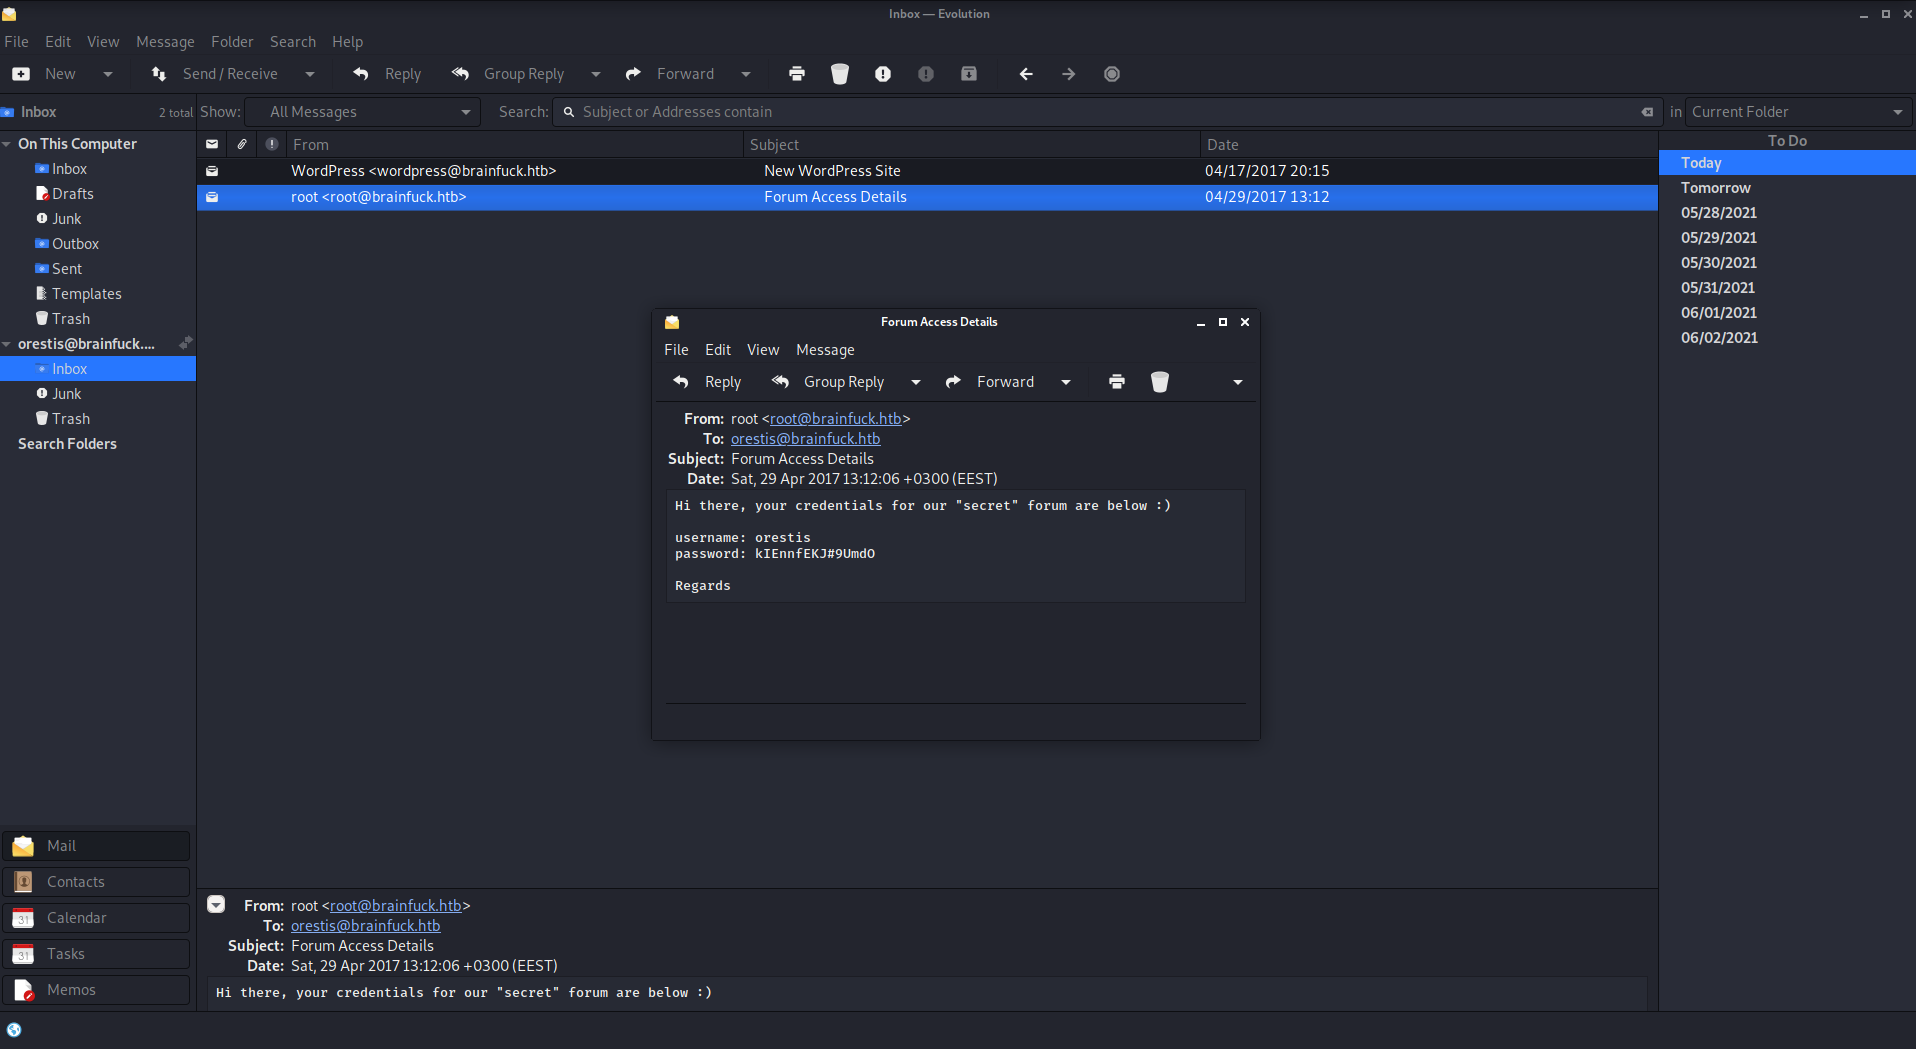 Inbox — Evolution
File Edit View Message Folder Search Help
New Send / Receive Reply Group Reply Forward
Inbox 2 total Show: All Messages Search: Subject or Addresses contain in Current Folder
On This Computer
Inbox
Drafts
Junk
Outbox
Sent
Templates
Trash
orestis@brainfuck....
Inbox
Junk
Trash
Search Folders
From Subject Date
WordPress <wordpress@brainfuck.htb> New WordPress Site 04/17/2017 20:15
root <root@brainfuck.htb> Forum Access Details 04/29/2017 13:12
To Do
Today
Tomorrow
05/28/2021
05/29/2021
05/30/2021
05/31/2021
06/01/2021
06/02/2021
Forum Access Details
File Edit View Message
Reply Group Reply Forward
From: root <root@brainfuck.htb>
To: orestis@brainfuck.htb
Subject: Forum Access Details
Date: Sat, 29 Apr 2017 13:12:06 +0300 (EEST)
Hi there, your credentials for our "secret" forum are below :)
username: orestis
password: kIEnnfEKJ#9UmdO
Regards
Mail
Contacts
31 Calendar
31 Tasks
Memos
From: root <root@brainfuck.htb>
To: orestis@brainfuck.htb
Subject: Forum Access Details
Date: Sat, 29 Apr 2017 13:12:06 +0300 (EEST)
Hi there, your credentials for our "secret" forum are below :)